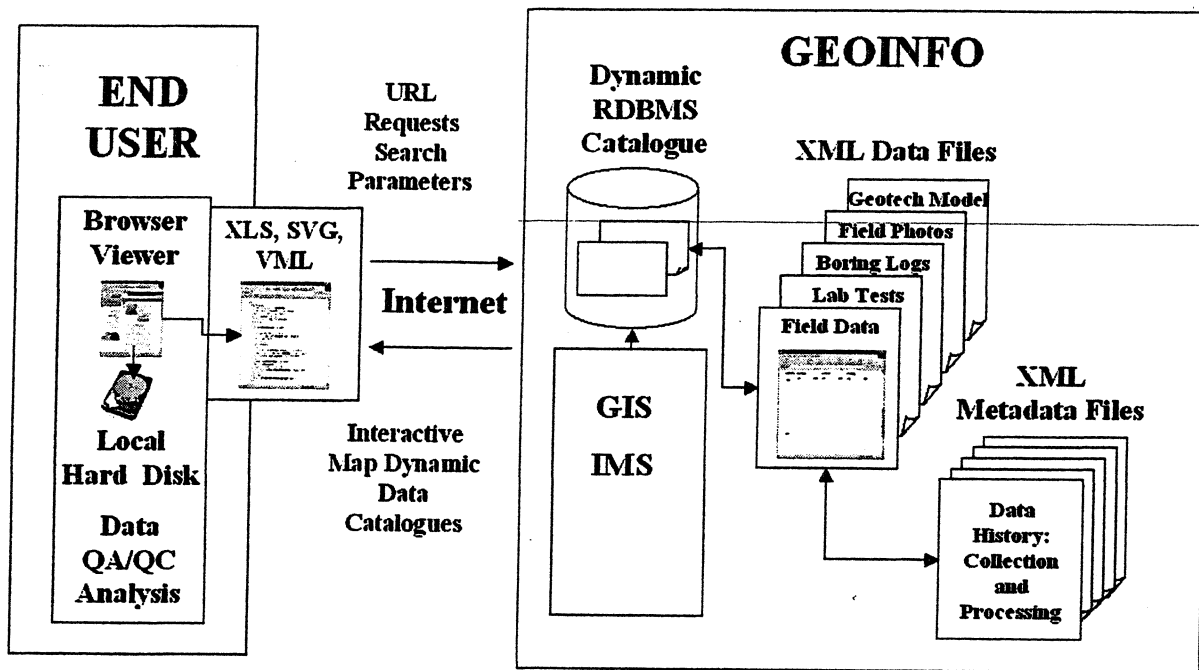 END
USER
Browser
Viewer
XLS, SVG,
VML
Local
Hard Disk
Data
QA/QC
Analysis
URL
Requests
Search
Parameters
Internet
Interactive
Map Dynamic
Data
Catalogues
GEOINFO
Dynamic
RDBMS
Catalogue
GIS
IMS
XML Data Files
Geotech Model
Field Photos
Boring Logs
Lab Tests
Field Data
XML
Metadata Files
Data
History:
Collection
and
Processing